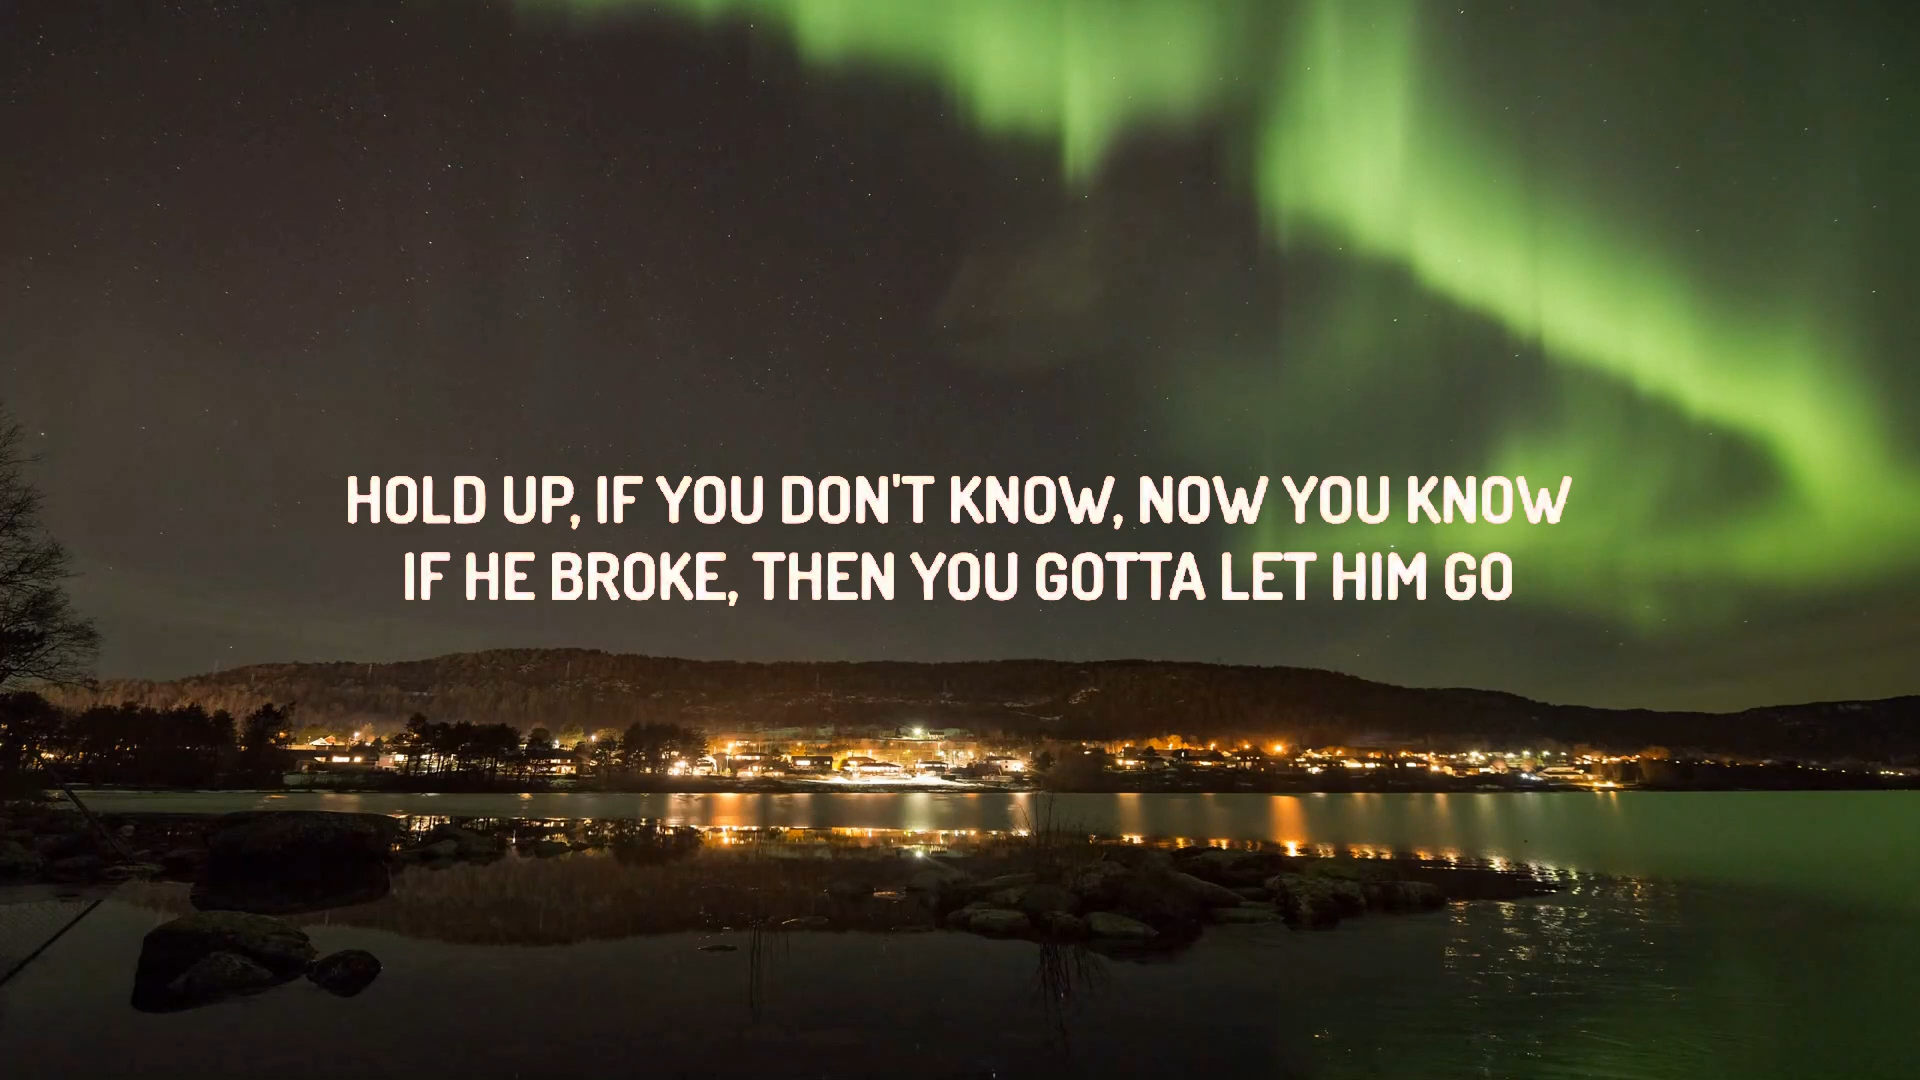 HOLD UP, IF YOU DON'T KNOW, NOW YOU KNOW
IF HE BROKE, THEN YOU GOTTA LET HIM GO